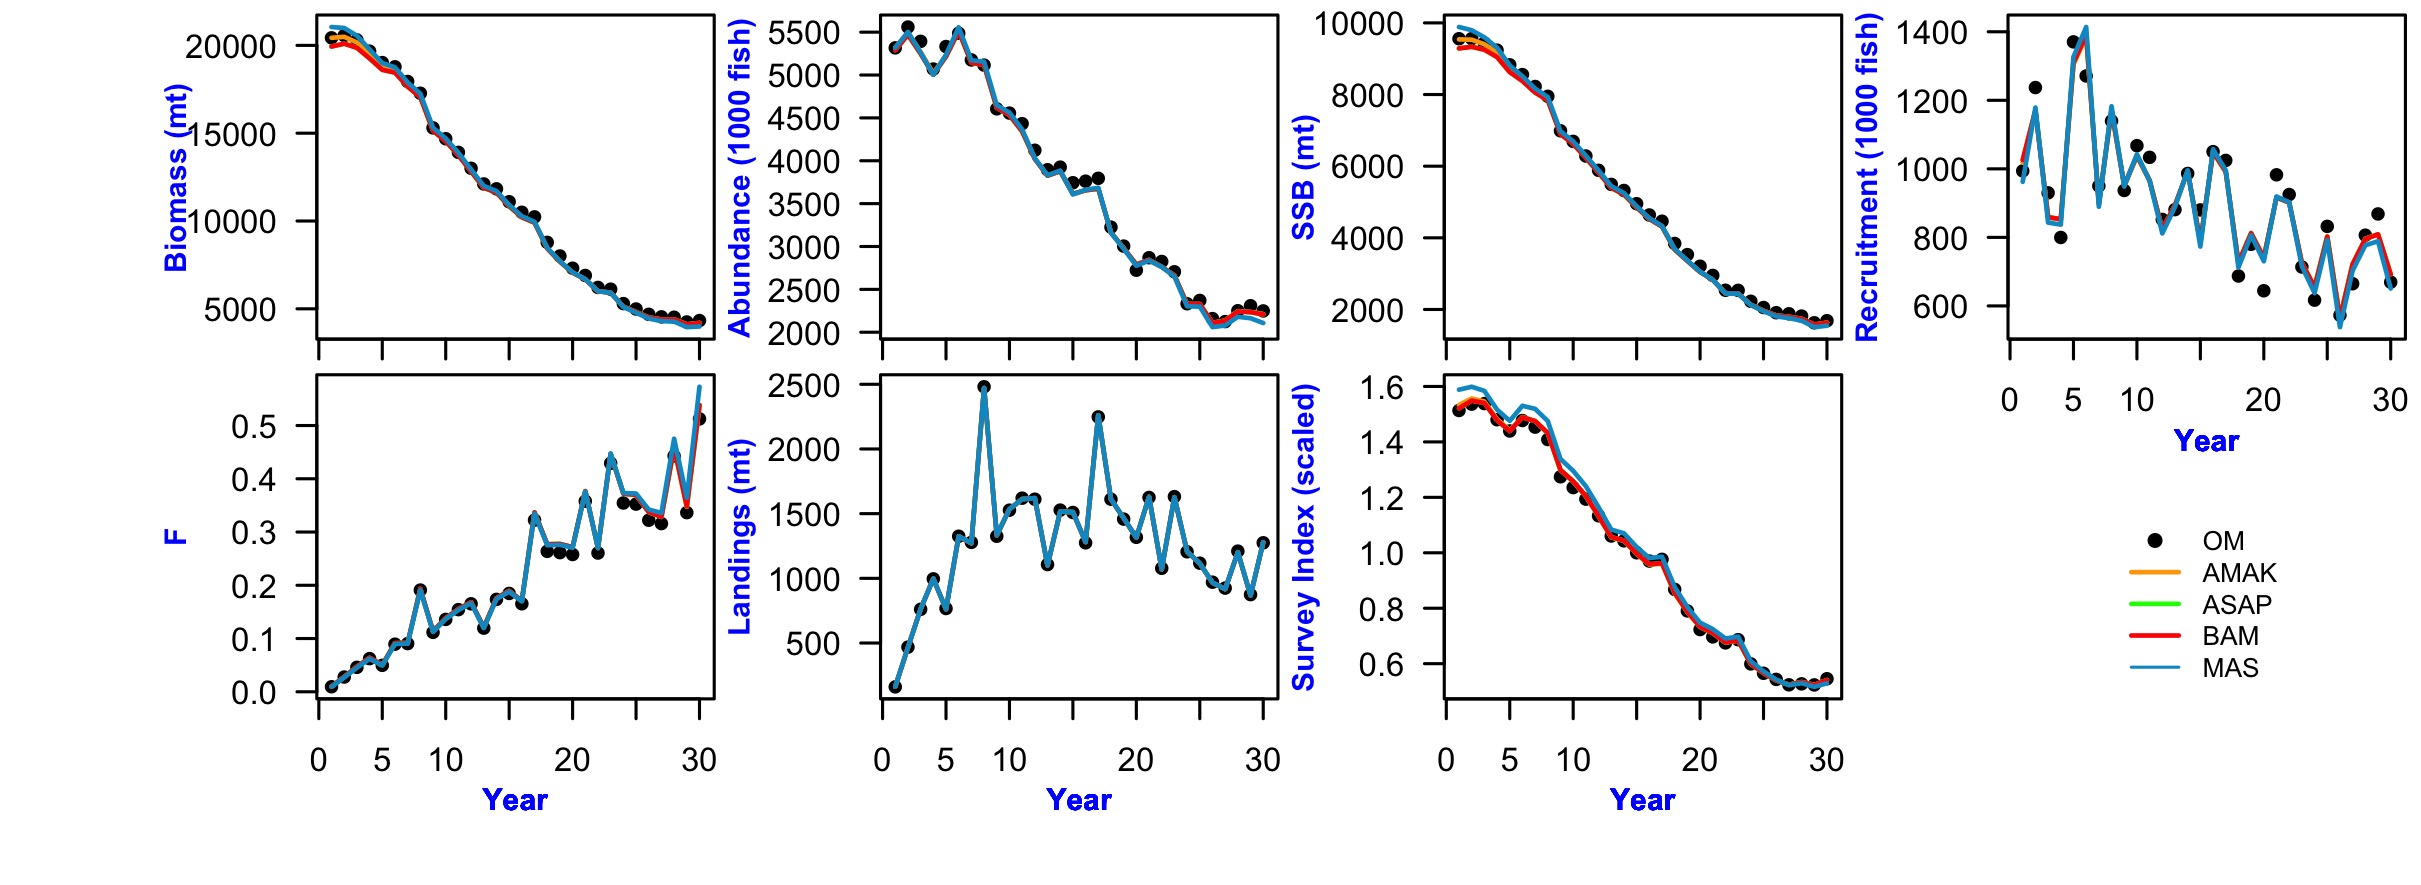 Biomass (mt)
20000
15000
10000
5000
Abundance (1000 fish)
5500
5000
4500
4000
3500
3000
2500
2000
SSB (mt)
10000
8000
6000
4000
2000
Recruitment (1000 fish)
1400
1200
1000
800
600
0 5 10 20 30
Year
F
0.5
0.4
0.3
0.2
0.1
0.0
0 5 10 20 30
Year
Landings (mt)
2500
2000
1500
1000
500
0 5 10 20 30
Year
Survey Index (scaled)
1.6
1.4
1.2
1.0
0.8
0.6
0 5 10 20 30
Year
OM
AMAK
ASAP
BAM
MAS